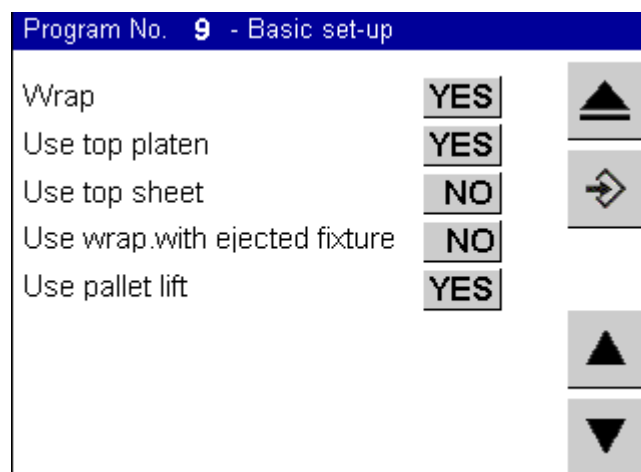 Program No. 9 - Basic set-up
Wrap YES
Use top platen YES
Use top sheet NO
Use wrap.with ejected fixture NO
Use pallet lift YES